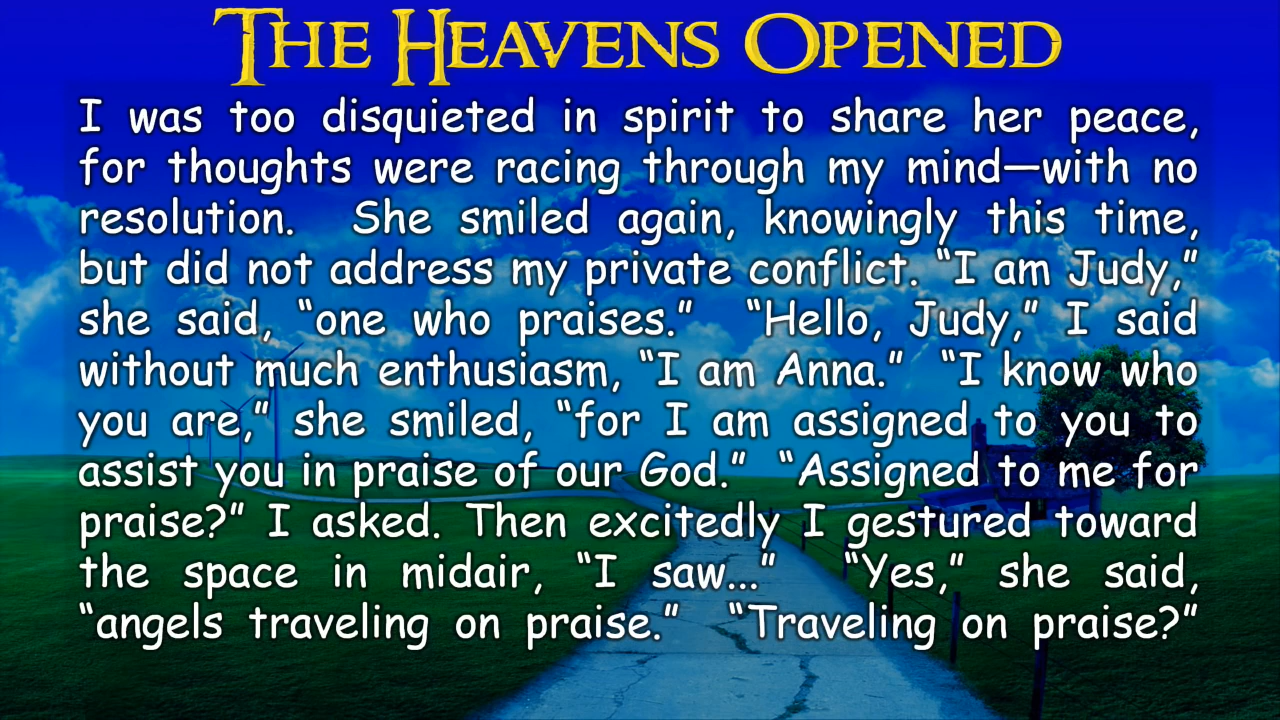 THE HEAVENS OPENED
I was too disquieted in spirit to share her peace,
for thoughts were racing through my mind—with no
resolution. She smiled again, knowingly this time,
but did not address my private conflict. “I am Judy,”
she said, “one who praises.” “Hello, Judy,” I said
without much enthusiasm, “I am Anna.” “I know who
you are,” she smiled, “for I am assigned to you to
assist you in praise of our God.” “Assigned to me for
praise?” I asked. Then excitedly I gestured toward
the space in midair, “I saw...” “Yes,” she said,
“angels traveling on praise.” “Traveling on praise?”